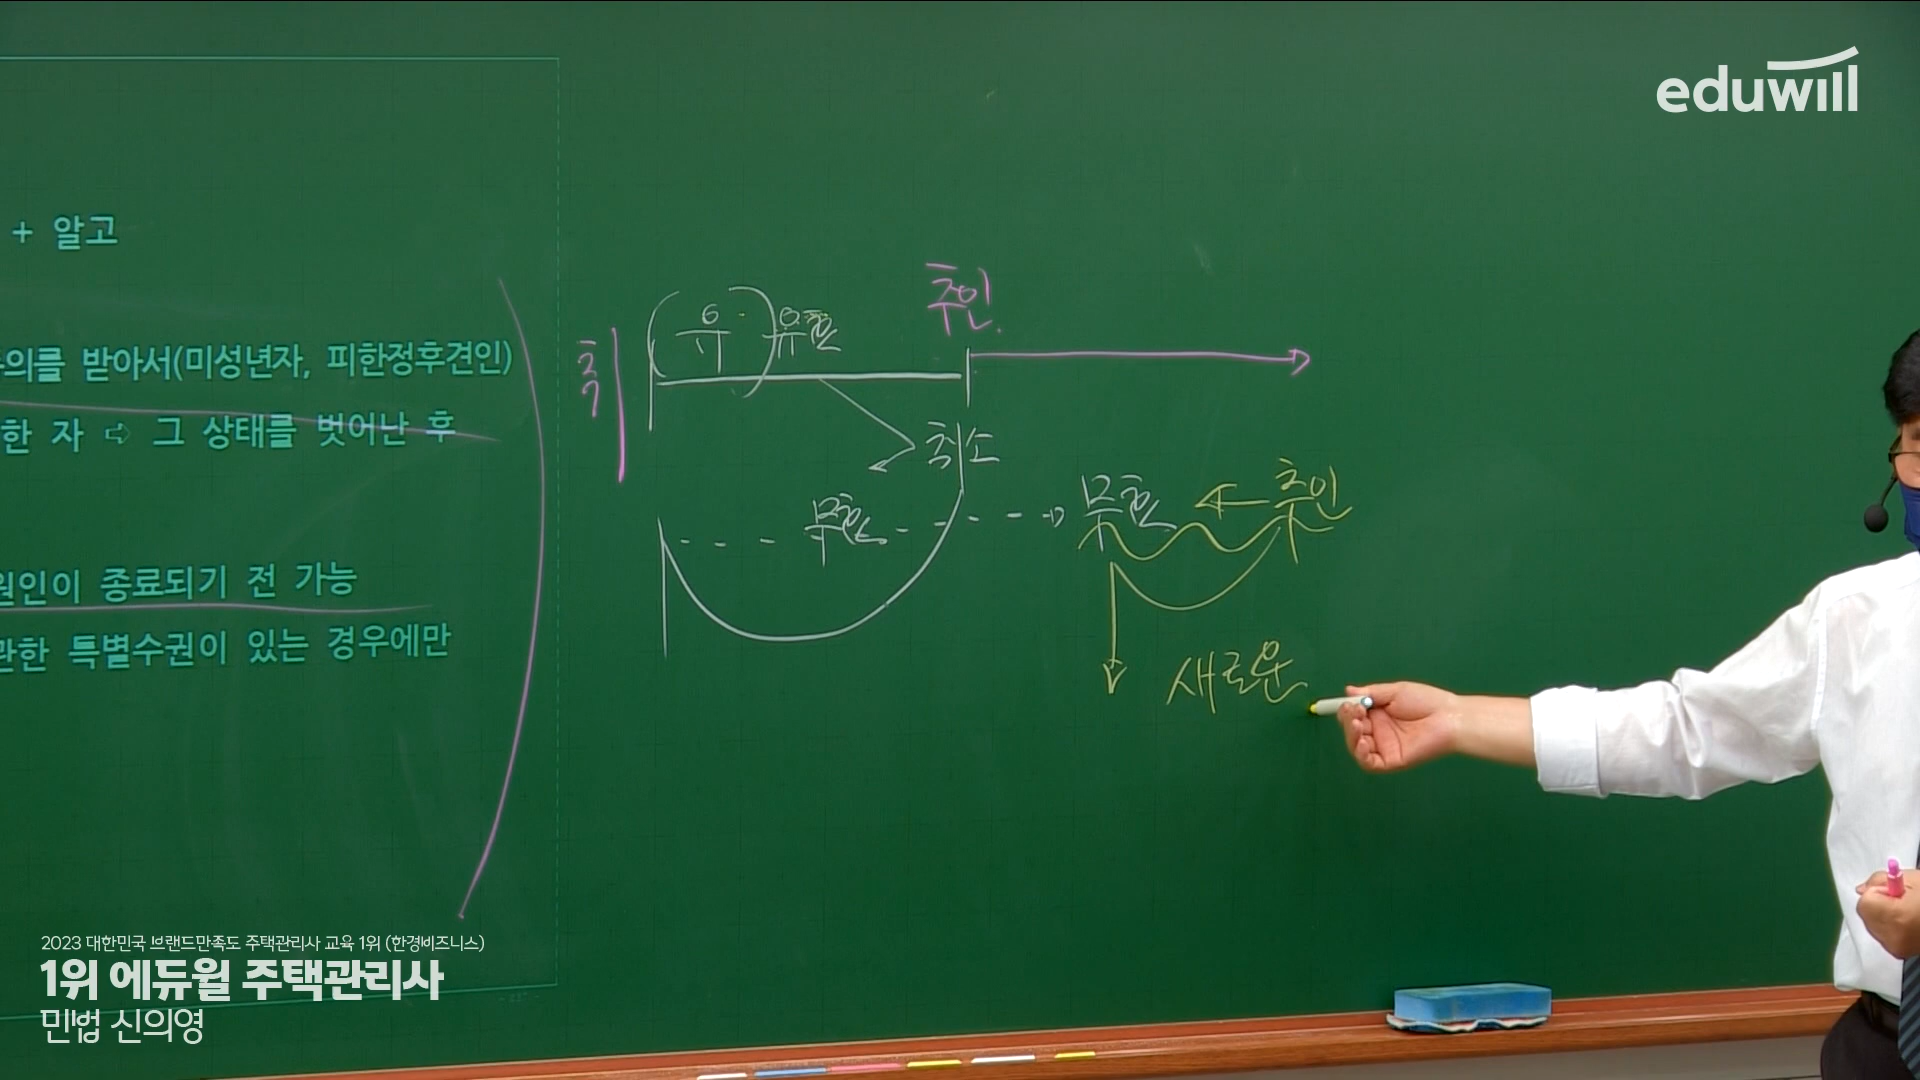 eduwill
+ 알고
의를 받아서(미성년자, 피한정후견인)
한 자 ⇨ 그 상태를 벗어난 후
원인이 종료되기 전 가능
관한 특별수권이 있는 경우에만
추인
유
유효
취소
무효
무효
추인
새로운
2023 대한민국 브랜드만족도 주택관리사 교육 1위 (한경비즈니스)
1위 에듀윌 주택관리사
민법 신의영